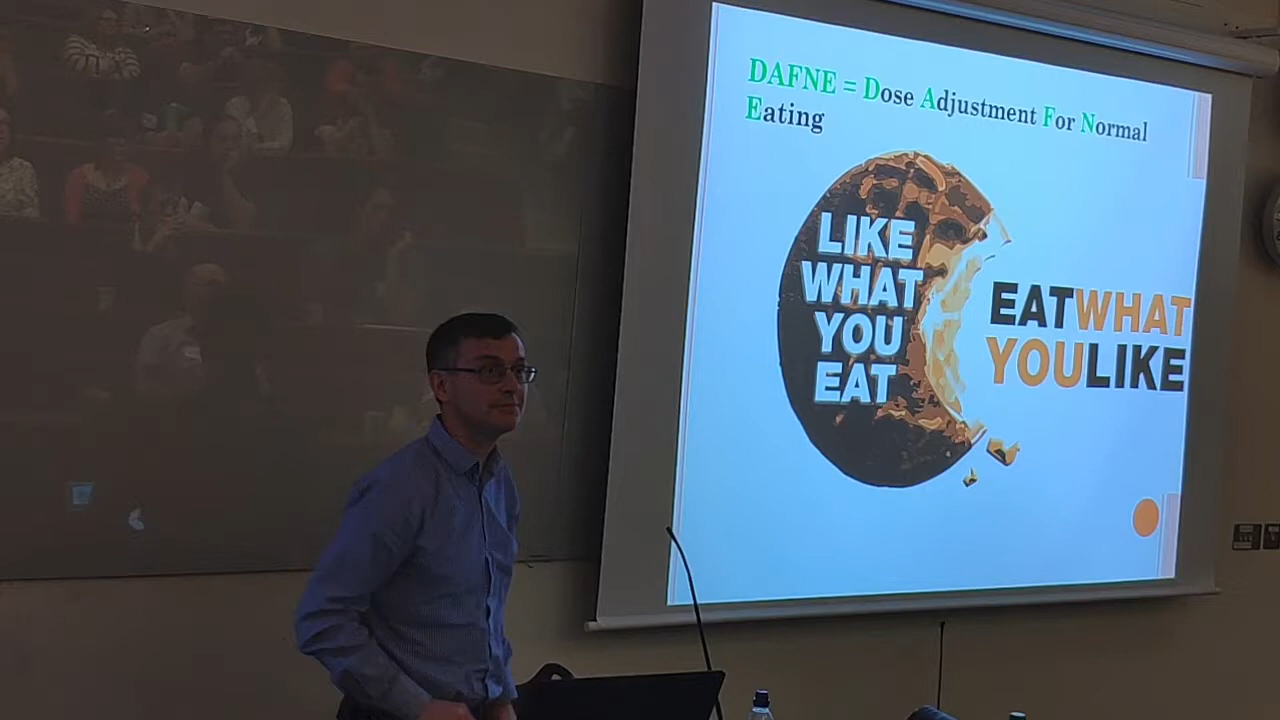 DAFNE = Dose Adjustment For Normal
Eating
LIKE
WHAT
YOU
EAT
EATWHAT
YOULIKE